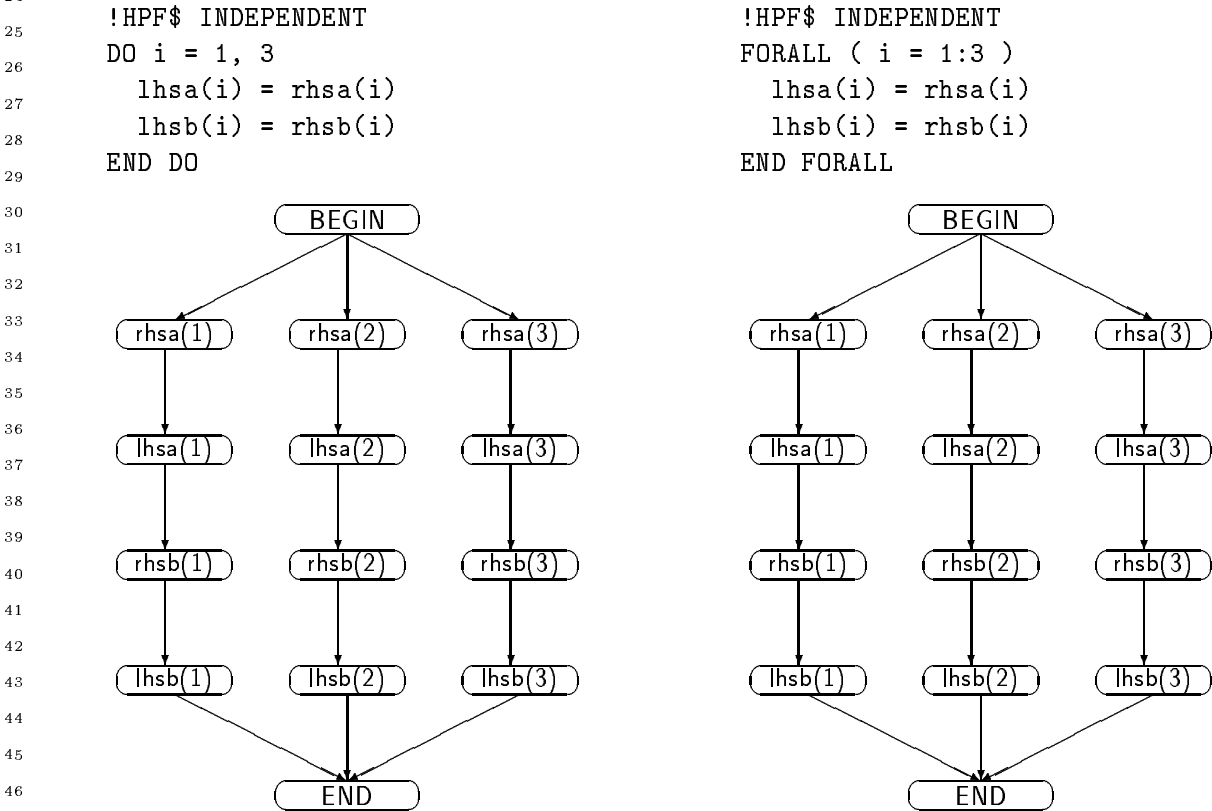 25 !HPF$ INDEPENDENT !HPF$ INDEPENDENT
26 DO i = 1, 3 FORALL ( i = 1:3 )
27 lhsa(i) = rhsa(i) lhsa(i) = rhsa(i)
28 lhsb(i) = rhsb(i) lhsb(i) = rhsb(i)
29 END DO END FORALL
30 BEGIN BEGIN
31
32
33 rhsa(1) rhsa(2) rhsa(3) rhsa(1) rhsa(2) rhsa(3)
34
35
36 lhsa(1) lhsa(2) lhsa(3) lhsa(1) lhsa(2) lhsa(3)
37
38
39
40 rhsb(1) rhsb(2) rhsb(3) rhsb(1) rhsb(2) rhsb(3)
41
42
43 lhsb(1) lhsb(2) lhsb(3) lhsb(1) lhsb(2) lhsb(3)
44
45
46 END END